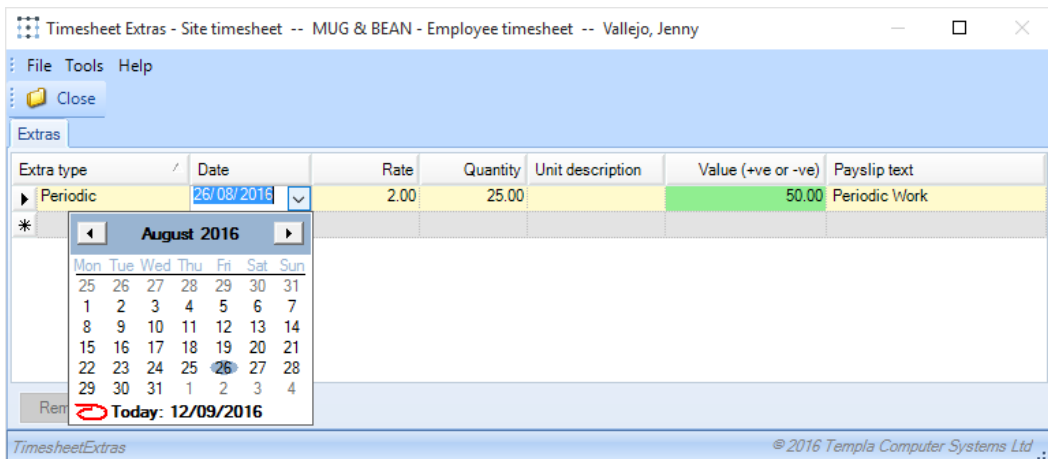 Timesheet Extras - Site timesheet -- MUG & BEAN - Employee timesheet -- Vallejo, Jenny
File Tools Help
Close
Extras
Extra type Date Rate Quantity Unit description Value (+ve or -ve) Payslip text
Periodic 26/08/2016 2.00 25.00 50.00 Periodic Work
August 2016
Mon Tue Wed Thu Fri Sat Sun
25 26 27 28 29 30 31
1 2 3 4 5 6 7
8 9 10 11 12 13 14
15 16 17 18 19 20 21
22 23 24 25 26 27 28
29 30 31 1 2 3 4
Rem
Today: 12/09/2016
TimesheetExtras © 2016 Templa Computer Systems Ltd